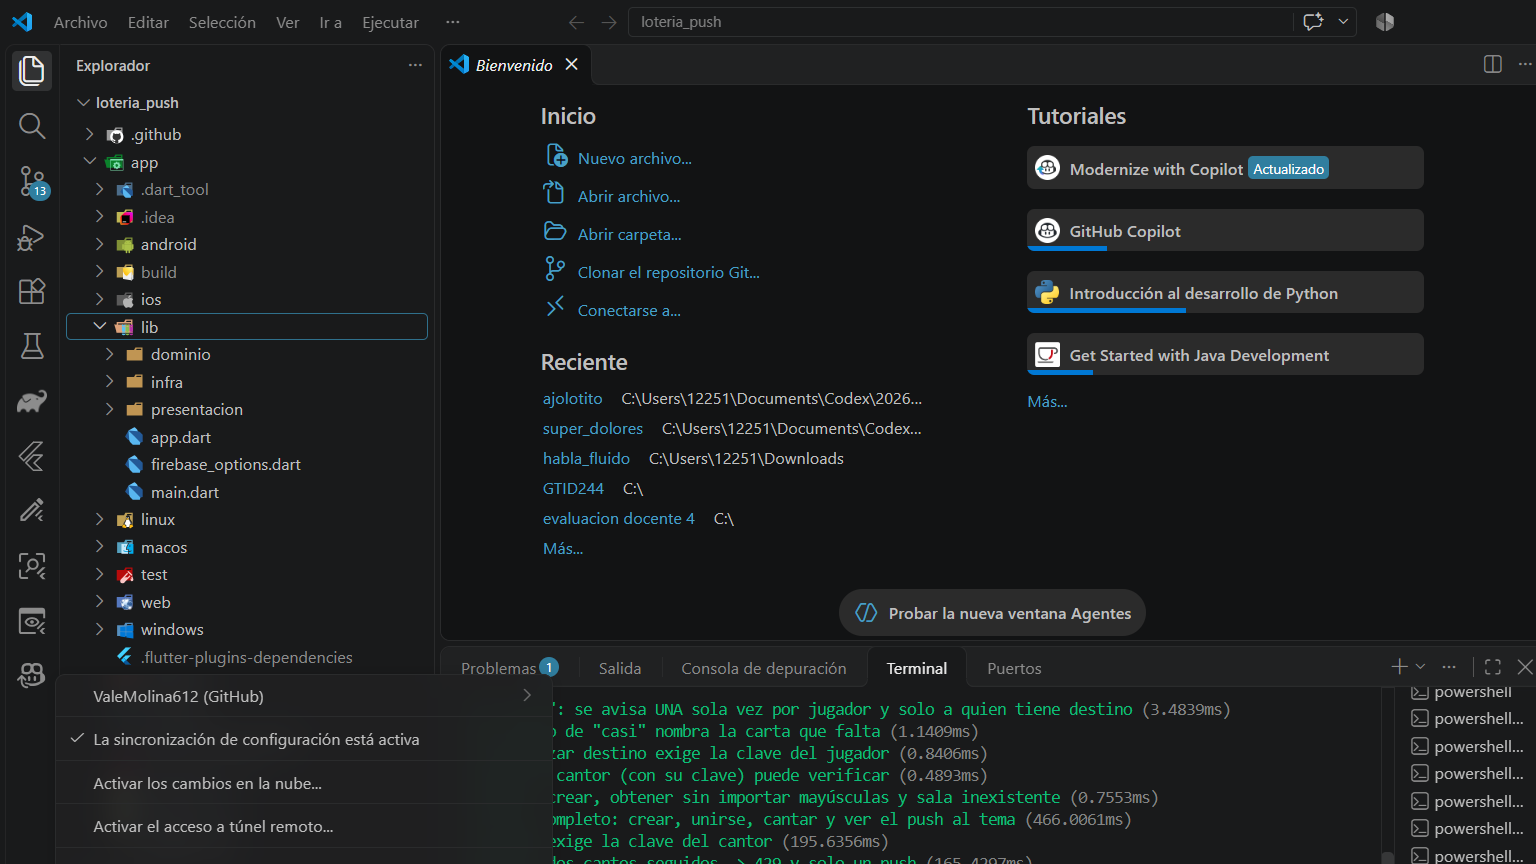 Archivo Editar Selección Ver Ir a Ejecutar ··· loteria_push
Explorador ···
loteria_push
.github
app
.dart_tool
.idea
android
build
ios
lib
dominio
infra
presentacion
app.dart
firebase_options.dart
main.dart
linux
macos
test
web
windows
.flutter-plugins-dependencies
13
Bienvenido
Inicio
Nuevo archivo...
Abrir archivo...
Abrir carpeta...
Clonar el repositorio Git...
Conectarse a...
Reciente
ajolotito C:\Users\12251\Documents\Codex\2026...
super_dolores C:\Users\12251\Documents\Codex...
habla_fluido C:\Users\12251\Downloads
GTID244 C:\
evaluacion docente 4 C:\
Más...
Tutoriales
Modernize with Copilot Actualizado
GitHub Copilot
Introducción al desarrollo de Python
Get Started with Java Development
Más...
Probar la nueva ventana Agentes
Problemas 1 Salida Consola de depuración Terminal Puertos
": se avisa UNA sola vez por jugador y solo a quien tiene destino (3.4839ms)
o de "casi" nombra la carta que falta (1.1409ms)
zar destino exige la clave del jugador (0.8406ms)
cantor (con su clave) puede verificar (0.4893ms)
crear, obtener sin importar mayúsculas y sala inexistente (0.7553ms)
ompleto: crear, unirse, cantar y ver el push al tema (466.0061ms)
exige la clave del cantor (195.6356ms)
dos cantos seguidos -> 429 y solo un push (165.4297ms)
powershell
powershell...
powershell...
powershell...
powershell...
powershell...
powershell...
ValeMolina612 (GitHub)
La sincronización de configuración está activa
Activar los cambios en la nube...
Activar el acceso a túnel remoto...